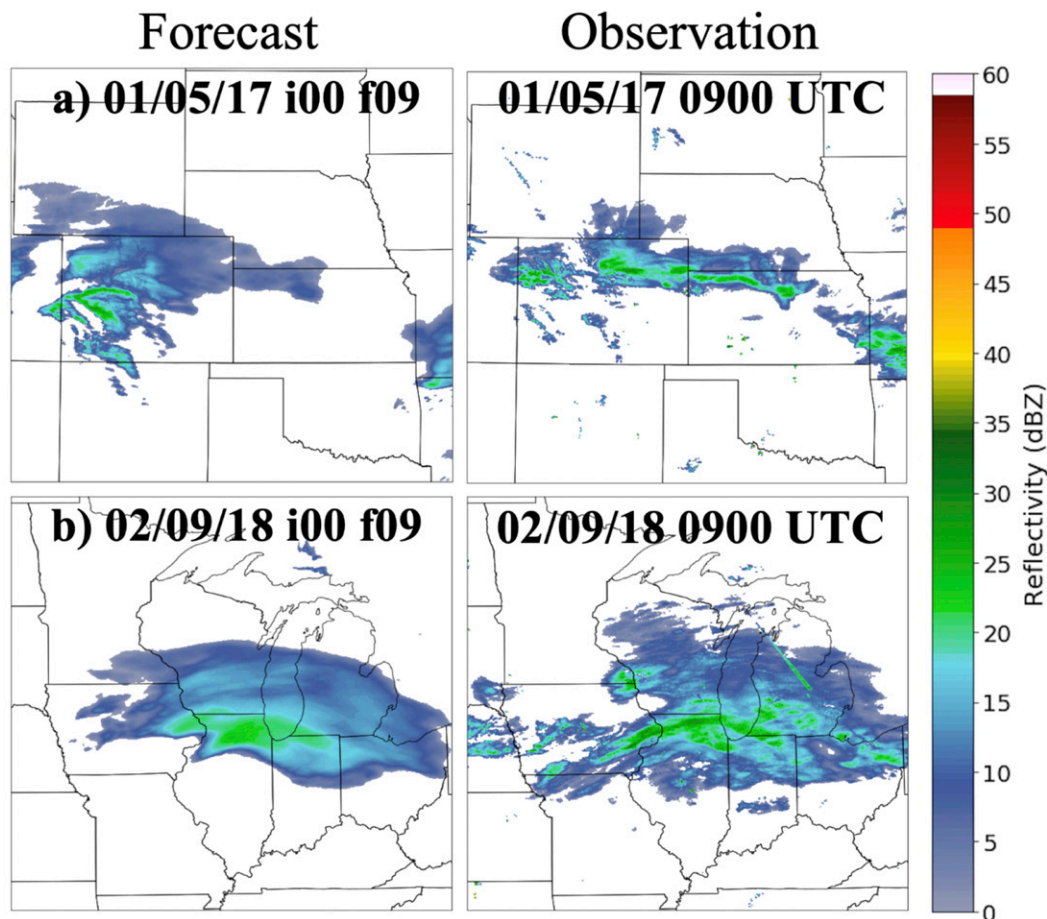 Forecast
Observation
a) 01/05/17 i00 f09
01/05/17 0900 UTC
b) 02/09/18 i00 f09
02/09/18 0900 UTC
60
55
50
45
40
35
30
25
20
15
10
5
0
Reflectivity (dBZ)